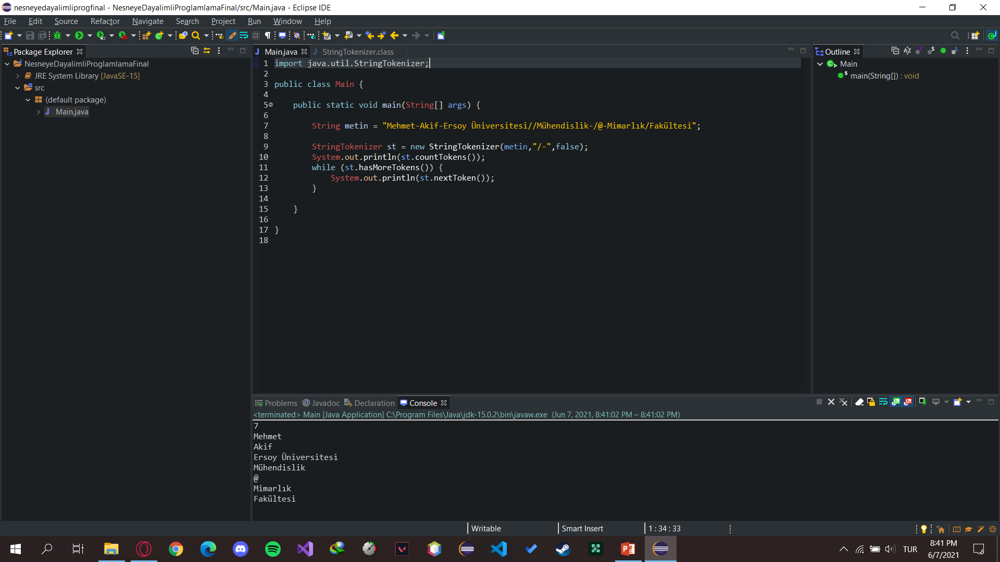 nesneyedayalimliprogfinal - NesneyeDayalimliProglamlamaFinal/src/Main.java - Eclipse IDE
File Edit Source Refactor Navigate Search Project Run Window Help
Package Explorer
NesneyeDayalimliProglamlamaFinal
JRE System Library [JavaSE-15]
src
(default package)
Main.java
Main.java StringTokenizer.class
1 import java.util.StringTokenizer;
2
3 public class Main {
4
5 public static void main(String[] args) {
6
7 String metin = "Mehmet-Akif-Ersoy Üniversitesi//Mühendislik-/@-Mimarlık/Fakültesi";
8
9 StringTokenizer st = new StringTokenizer(metin,"/-",false);
10 System.out.println(st.countTokens());
11 while (st.hasMoreTokens()) {
12 System.out.println(st.nextToken());
13 }
14
15 }
16
17 }
18
Outline
Main
main(String[]) : void
Problems Javadoc Declaration Console
<terminated> Main [Java Application] C:\Program Files\Java\jdk-15.0.2\bin\javaw.exe (Jun 7, 2021, 8:41:02 PM – 8:41:02 PM)
7
Mehmet
Akif
Ersoy Üniversitesi
Mühendislik
@
Mimarlık
Fakültesi
Writable Smart Insert 1 : 34 : 33
TUR
8:41 PM
6/7/2021